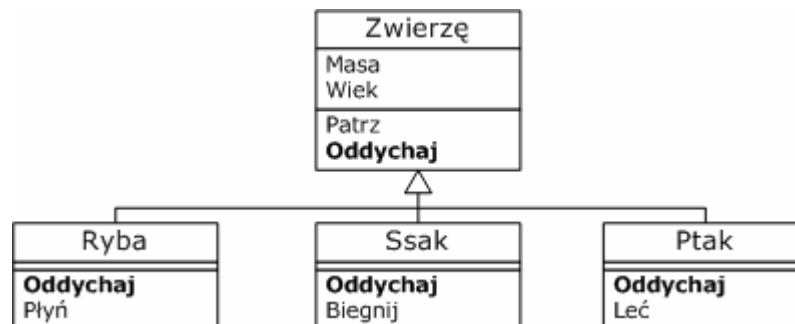 Zwierzę
Masa
Wiek
Patrz
Oddychaj
Ryba
Oddychaj
Płyń
Ssak
Oddychaj
Biegnij
Ptak
Oddychaj
Leć